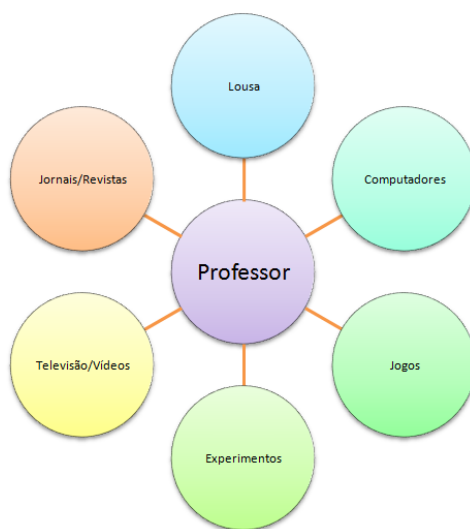 Lousa
Jornais/Revistas
Computadores
Professor
Televisão/Vídeos
Jogos
Experimentos